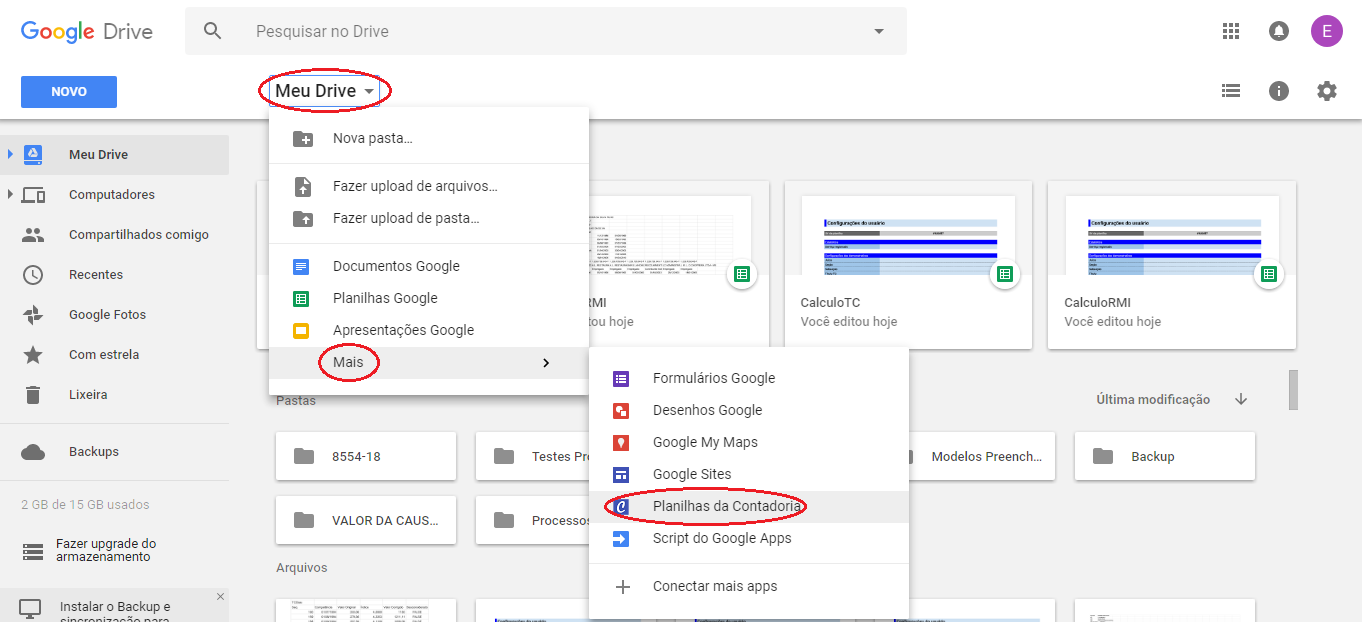 Google Drive
Pesquisar no Drive
E
NOVO
Meu Drive
Nova pasta...
Fazer upload de arquivos...
Fazer upload de pasta...
Documentos Google
Planilhas Google
Apresentações Google
Mais
Formulários Google
Desenhos Google
Google My Maps
Google Sites
Planilhas da Contadoria
Script do Google Apps
Conectar mais apps
Meu Drive
Computadores
Compartilhados comigo
Recentes
Google Fotos
Com estrela
Lixeira
Backups
2 GB de 15 GB usados
Fazer upgrade do
armazenamento
Instalar o Backup e
sincronização para
RMI
hoje
Configurações do usuário
CalculoTC
Você editou hoje
Configurações do usuário
CalculoRMI
Você editou hoje
Pastas
Última modificação
8554-18
Testes
Modelos Preench...
Backup
VALOR DA CAUS...
Processos
Arquivos